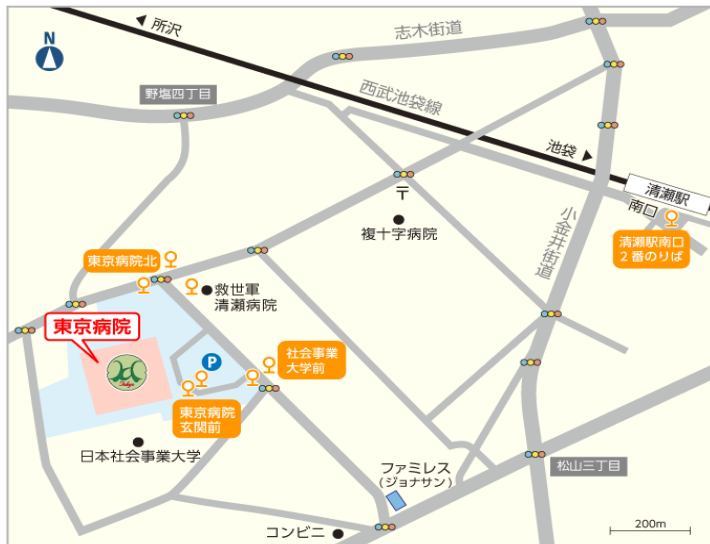 N
所沢
志木街道
野塩四丁目
西武池袋線
池袋
清瀬駅
南口
〒
複十字病院
小金井街道
清瀬駅南口
2番のりば
東京病院北
救世軍
清瀬病院
東京病院
P
社会事業
大学前
東京病院
玄関前
日本社会事業大学
ファミレス
(ジョナサン)
松山三丁目
コンビニ
200m